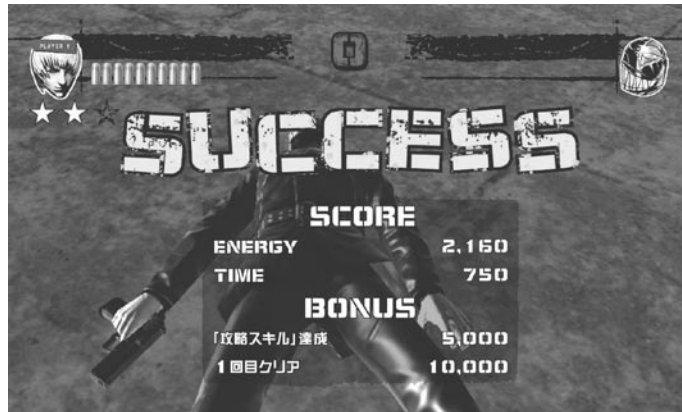 PLAYER 1
SUCCESS
SCORE
ENERGY 2,160
TIME 750
BONUS
「攻略スキル」達成 5,000
1回目クリア 10,000